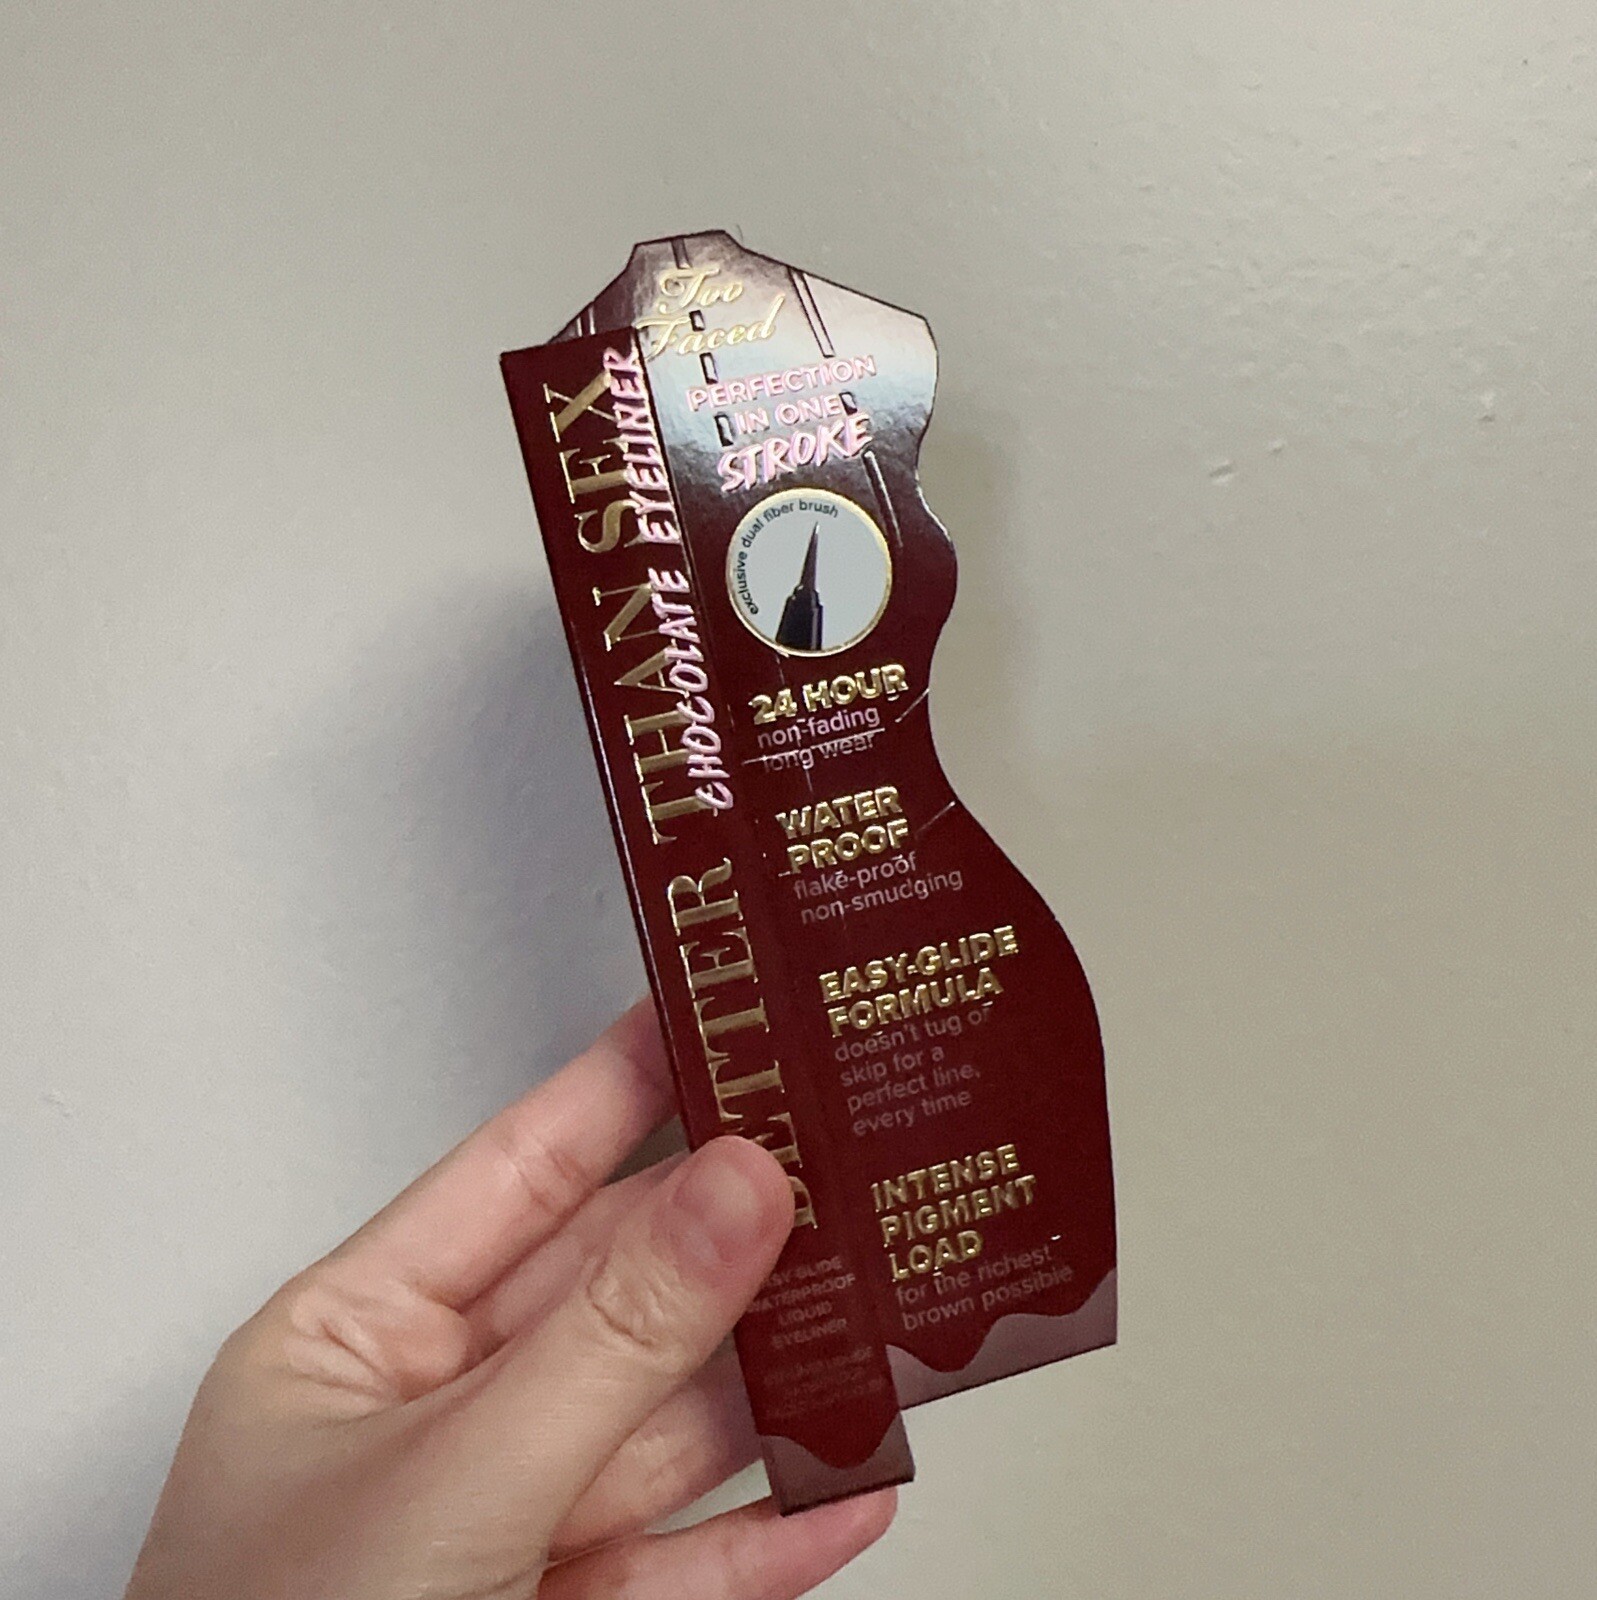 Too
Faced
PERFECTION
IN ONE
STROKE
exclusive dual fiber brush
24 HOUR
non-fading
long wear
WATER
PROOF
flake-proof
non-smudging
EASY-GLIDE
FORMULA
doesn't tug or
skip for a
perfect line,
every time
INTENSE
PIGMENT
LOAD
for the richest
brown possible
BETTER THAN SEX
CHOCOLATE EYELINER
EASY GLIDE
WATERPROOF
LIQUID
EYELINER